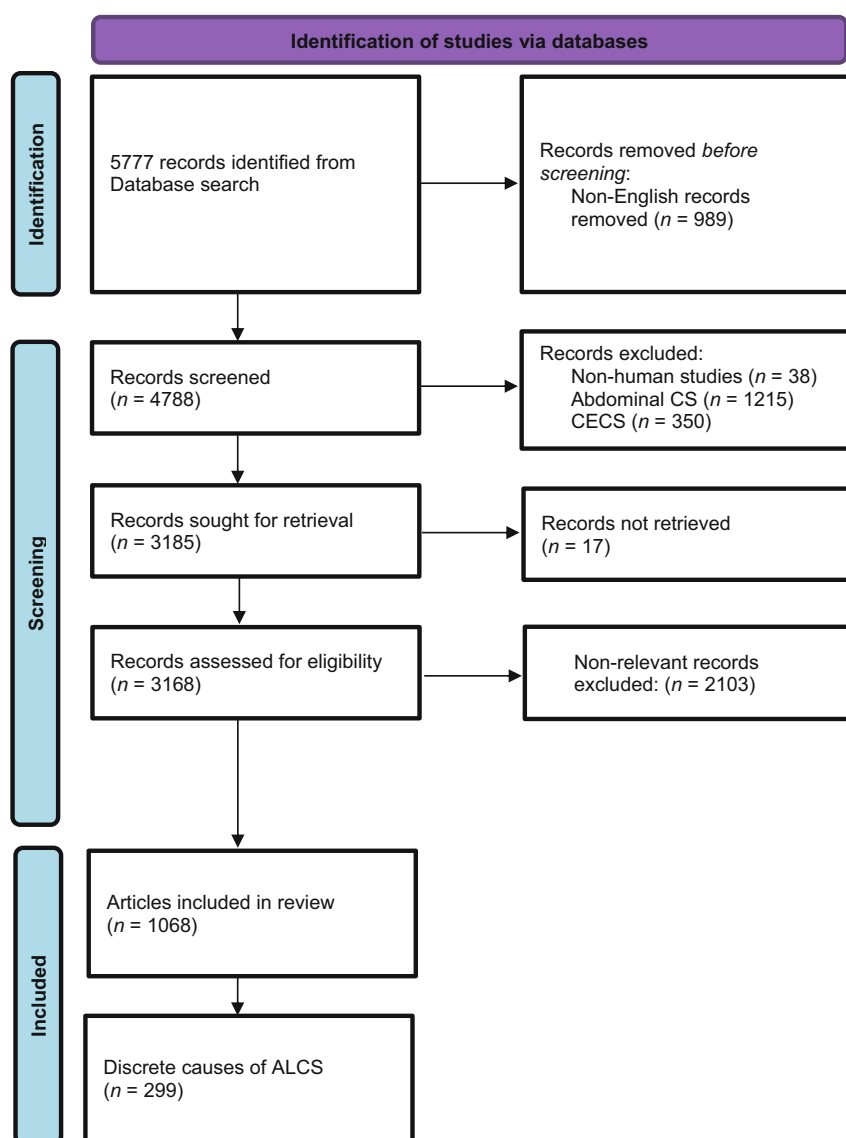 Identification of studies via databases
Identification
5777 records identified from
Database search
Records removed before
screening:
Non-English records
removed (n = 989)
Screening
Records screened
(n = 4788)
Records excluded:
Non-human studies (n = 38)
Abdominal CS (n = 1215)
CECS (n = 350)
Records sought for retrieval
(n = 3185)
Records not retrieved
(n = 17)
Records assessed for eligibility
(n = 3168)
Non-relevant records
excluded: (n = 2103)
Included
Articles included in review
(n = 1068)
Discrete causes of ALCS
(n = 299)